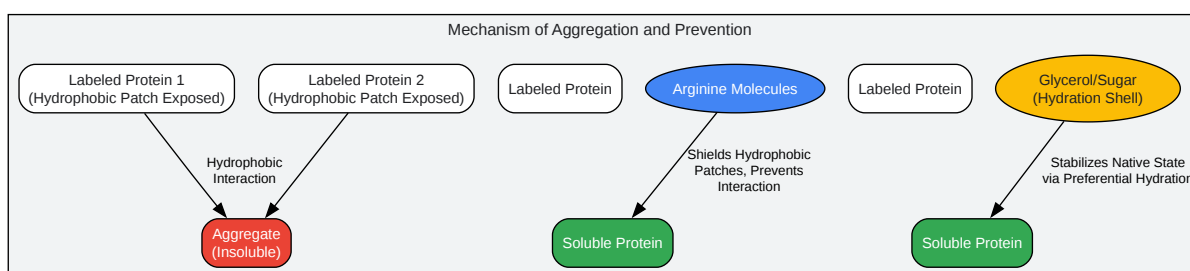 Mechanism of Aggregation and Prevention
Labeled Protein 1
(Hydrophobic Patch Exposed)
Labeled Protein 2
(Hydrophobic Patch Exposed)
Labeled Protein
Arginine Molecules
Labeled Protein
Glycerol/Sugar
(Hydration Shell)
Hydrophobic
Interaction
Shields Hydrophobic
Patches, Prevents
Interaction
Stabilizes Native State
via Preferential Hydration
Aggregate
(Insoluble)
Soluble Protein
Soluble Protein